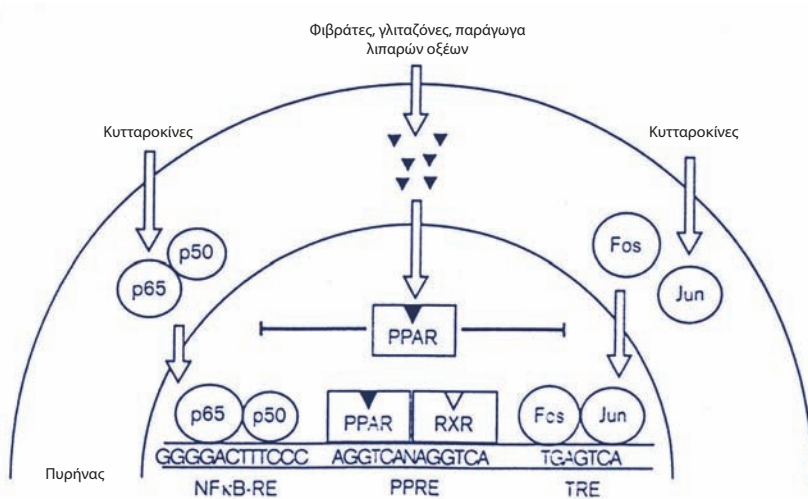 Φιβράτες, γλιταζόνες, παράγωγα
λιπαρών οξέων
Κυτταροκίνες
Κυτταροκίνες
p50
p65
Fos
Jun
PPAR
p65
p50
PPAR
RXR
Fos
Jun
GGGGACTTTCCC
AGGTCANAGGTCA
TGAGTCA
Πυρήνας
NFκB-RE
PPRE
TRE